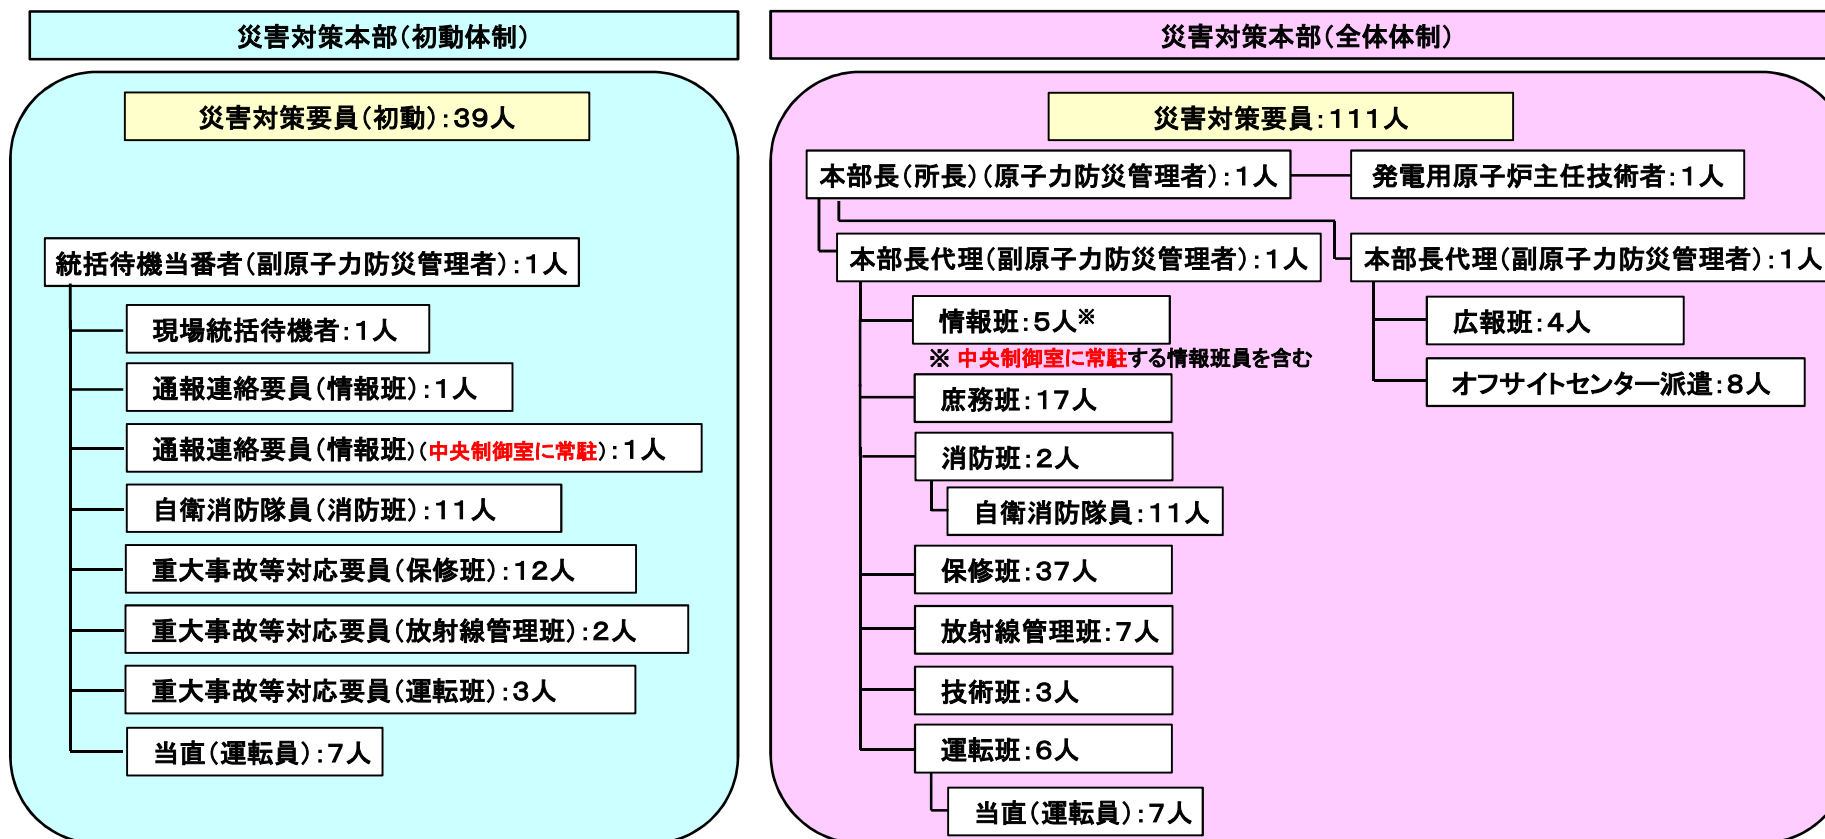 災害対策本部(初動体制)
災害対策要員(初動):39人
統括待機当番者(副原子力防災管理者):1人
現場統括待機者:1人
通報連絡要員(情報班):1人
通報連絡要員(情報班)(中央制御室に常駐):1人
自衛消防隊員(消防班):11人
重大事故等対応要員(保修班):12人
重大事故等対応要員(放射線管理班):2人
重大事故等対応要員(運転班):3人
当直(運転員):7人
災害対策本部(全体体制)
災害対策要員:111人
本部長(所長)(原子力防災管理者):1人
発電用原子炉主任技術者:1人
本部長代理(副原子力防災管理者):1人
本部長代理(副原子力防災管理者):1人
情報班:5人※
※ 中央制御室に常駐する情報班員を含む
庶務班:17人
消防班:2人
自衛消防隊員:11人
保修班:37人
放射線管理班:7人
技術班:3人
運転班:6人
当直(運転員):7人
広報班:4人
オフサイトセンター派遣:8人